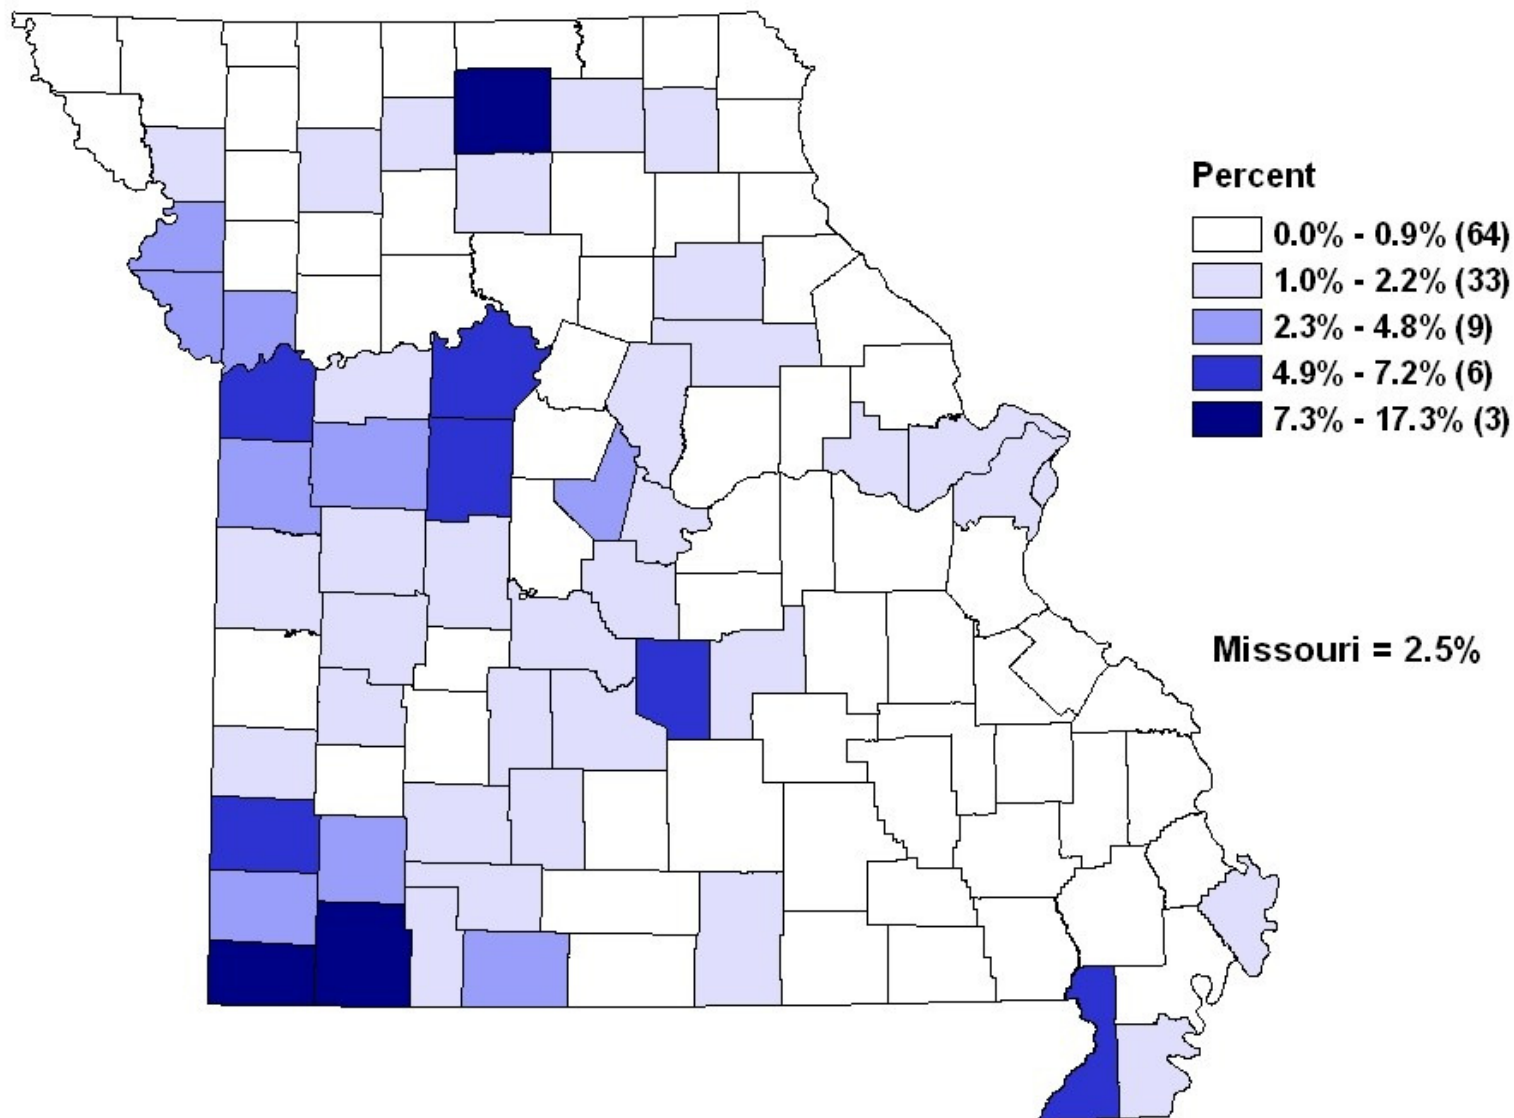 Percent
0.0% - 0.9% (64)
1.0% - 2.2% (33)
2.3% - 4.8% (9)
4.9% - 7.2% (6)
7.3% - 17.3% (3)
Missouri = 2.5%